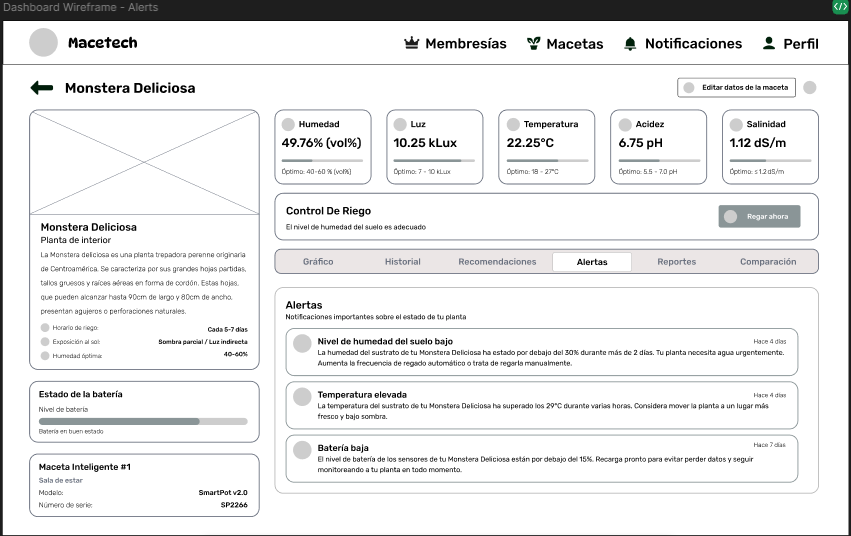 Dashboard Wireframe - Alerts
Macetech
Membresías
Macetas
Notificaciones
Perfil
Monstera Deliciosa
Editar datos de la maceta
Monstera Deliciosa
Planta de interior
La Monstera deliciosa es una planta trepadora perenne originaria
de Centroamérica. Se caracteriza por sus grandes hojas partidas,
tallos gruesos y raíces aéreas en forma de cordón. Estas hojas,
que pueden alcanzar hasta 90cm de largo y 80cm de ancho,
presentan agujeros o perforaciones naturales.
Horario de riego: Cada 5-7 días
Exposición al sol: Sombra parcial / Luz indirecta
Humedad óptima: 40-60%
Estado de la batería
Nivel de batería
Batería en buen estado
Maceta Inteligente #1
Sala de estar
Modelo: SmartPot v2.0
Número de serie: SP2266
Humedad
49.76% (vol%)
Óptimo: 40-60 % (vol%)
Luz
10.25 kLux
Óptimo: 7 - 10 kLux
Temperatura
22.25°C
Óptimo: 18 - 27°C
Acidez
6.75 pH
Óptimo: 5.5 - 7.0 pH
Salinidad
1.12 dS/m
Óptimo: ≤1.2 dS/m
Control De Riego
El nivel de humedad del suelo es adecuado
Regar ahora
Gráfico
Historial
Recomendaciones
Alertas
Reportes
Comparación
Alertas
Notificaciones importantes sobre el estado de tu planta
Nivel de humedad del suelo bajo
Hace 4 días
La humedad del sustrato de tu Monstera Deliciosa ha estado por debajo del 30% durante más de 2 días. Tu planta necesita agua urgentemente.
Aumenta la frecuencia de regado automático o trata de regarla manualmente.
Temperatura elevada
Hace 4 días
La temperatura del sustrato de tu Monstera Deliciosa ha superado los 29°C durante varias horas. Considera mover la planta a un lugar más
fresco y bajo sombra.
Batería baja
Hace 7 días
El nivel de batería de los sensores de tu Monstera Deliciosa están por debajo del 15%. Recarga pronto para evitar perder datos y seguir
monitoreando a tu planta en todo momento.